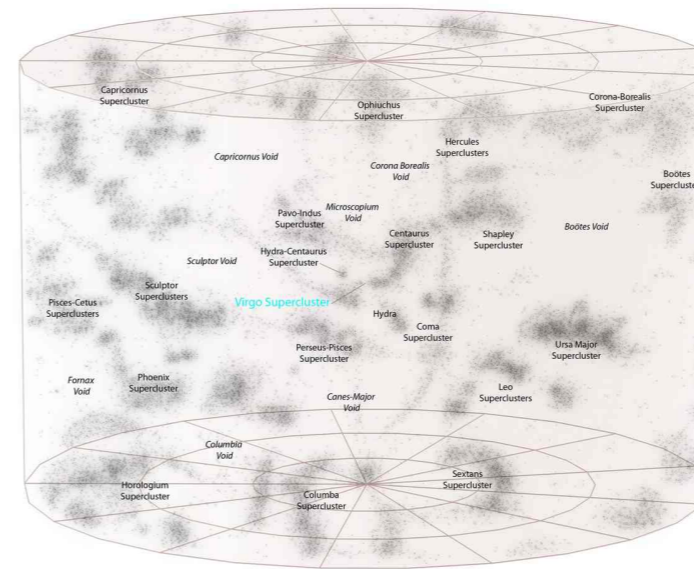 Capricornus
Supercluster
Ophiuchus
Supercluster
Corona-Borealis
Supercluster
Hercules
Superclusters
Capricornus Void
Corona Borealis
Void
Boötes
Microscopium
Void
Pavo-Indus
Supercluster
Boötes Void
Centaurus
Supercluster
Shapley
Supercluster
Hydra-Centaurus
Supercluster
Sculptor Void
Sculptor
Superclusters
Virgo Supercluster
Pisces-Cetus
Superclusters
Hydra
Coma
Supercluster
Perseus-Pisces
Supercluster
Ursa Major
Supercluster
Fornax
Void
Phoenix
Supercluster
Leo
Superclusters
Canes-Major
Void
Columbia
Void
Sextans
Supercluster
Horologium
Supercluster
Columba
Supercluster